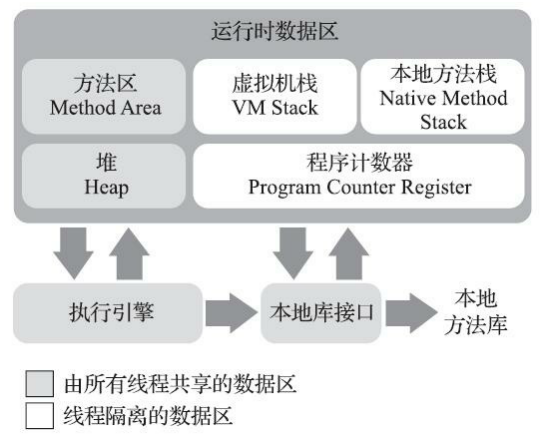 运行时数据区
方法区
Method Area
虚拟机栈
VM Stack
本地方法栈
Native Method
Stack
堆
Heap
程序计数器
Program Counter Register
执行引擎
本地库接口
本地
方法库
由所有线程共享的数据区
线程隔离的数据区